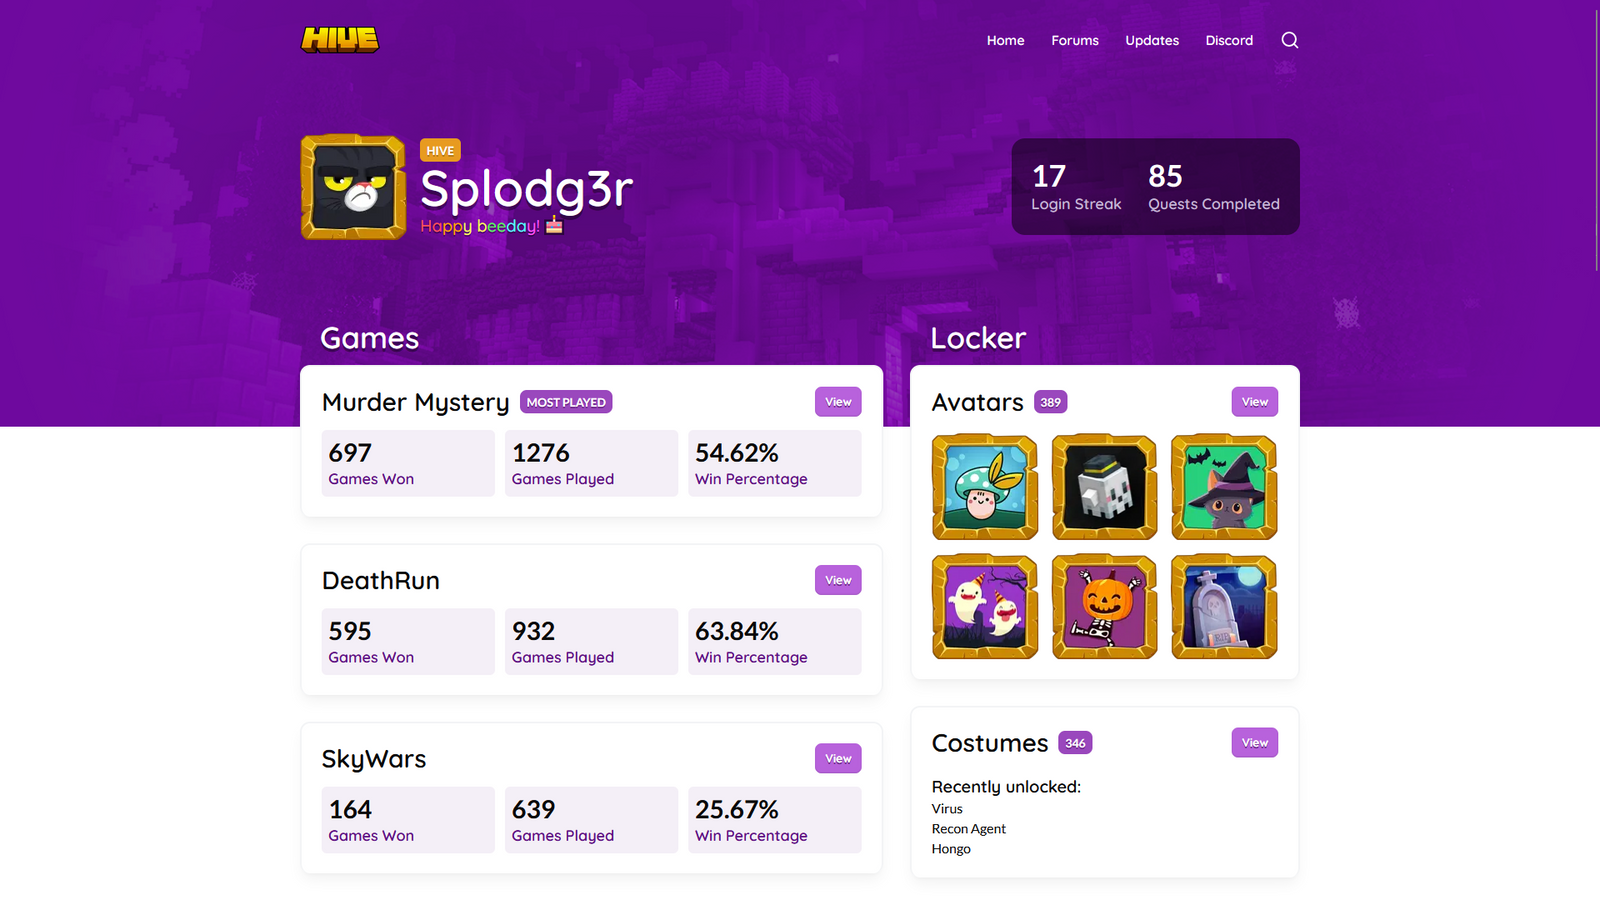 HIVE
Home Forums Updates Discord
HIVE
Splodg3r
Happy beeday!
17
Login Streak
85
Quests Completed
Games
Murder Mystery MOST PLAYED View
697
Games Won
1276
Games Played
54.62%
Win Percentage
DeathRun View
595
Games Won
932
Games Played
63.84%
Win Percentage
SkyWars View
164
Games Won
639
Games Played
25.67%
Win Percentage
Locker
Avatars 389 View
RIP
Costumes 346 View
Recently unlocked:
Virus
Recon Agent
Hongo